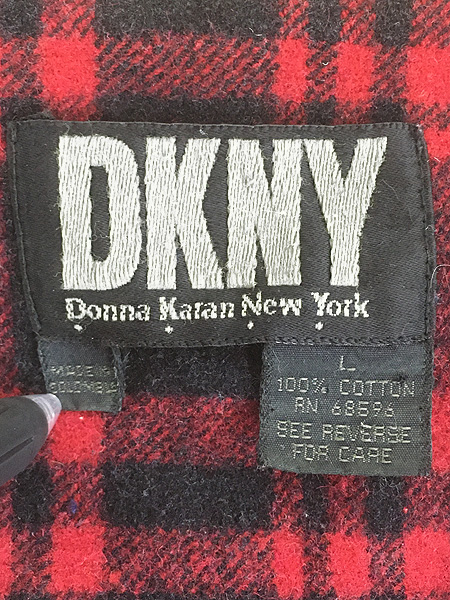 DKNY
Donna Karan New York
MADE IN
COLOMBIA
L
100% COTTON
RN 68596
SEE REVERSE
FOR CARE